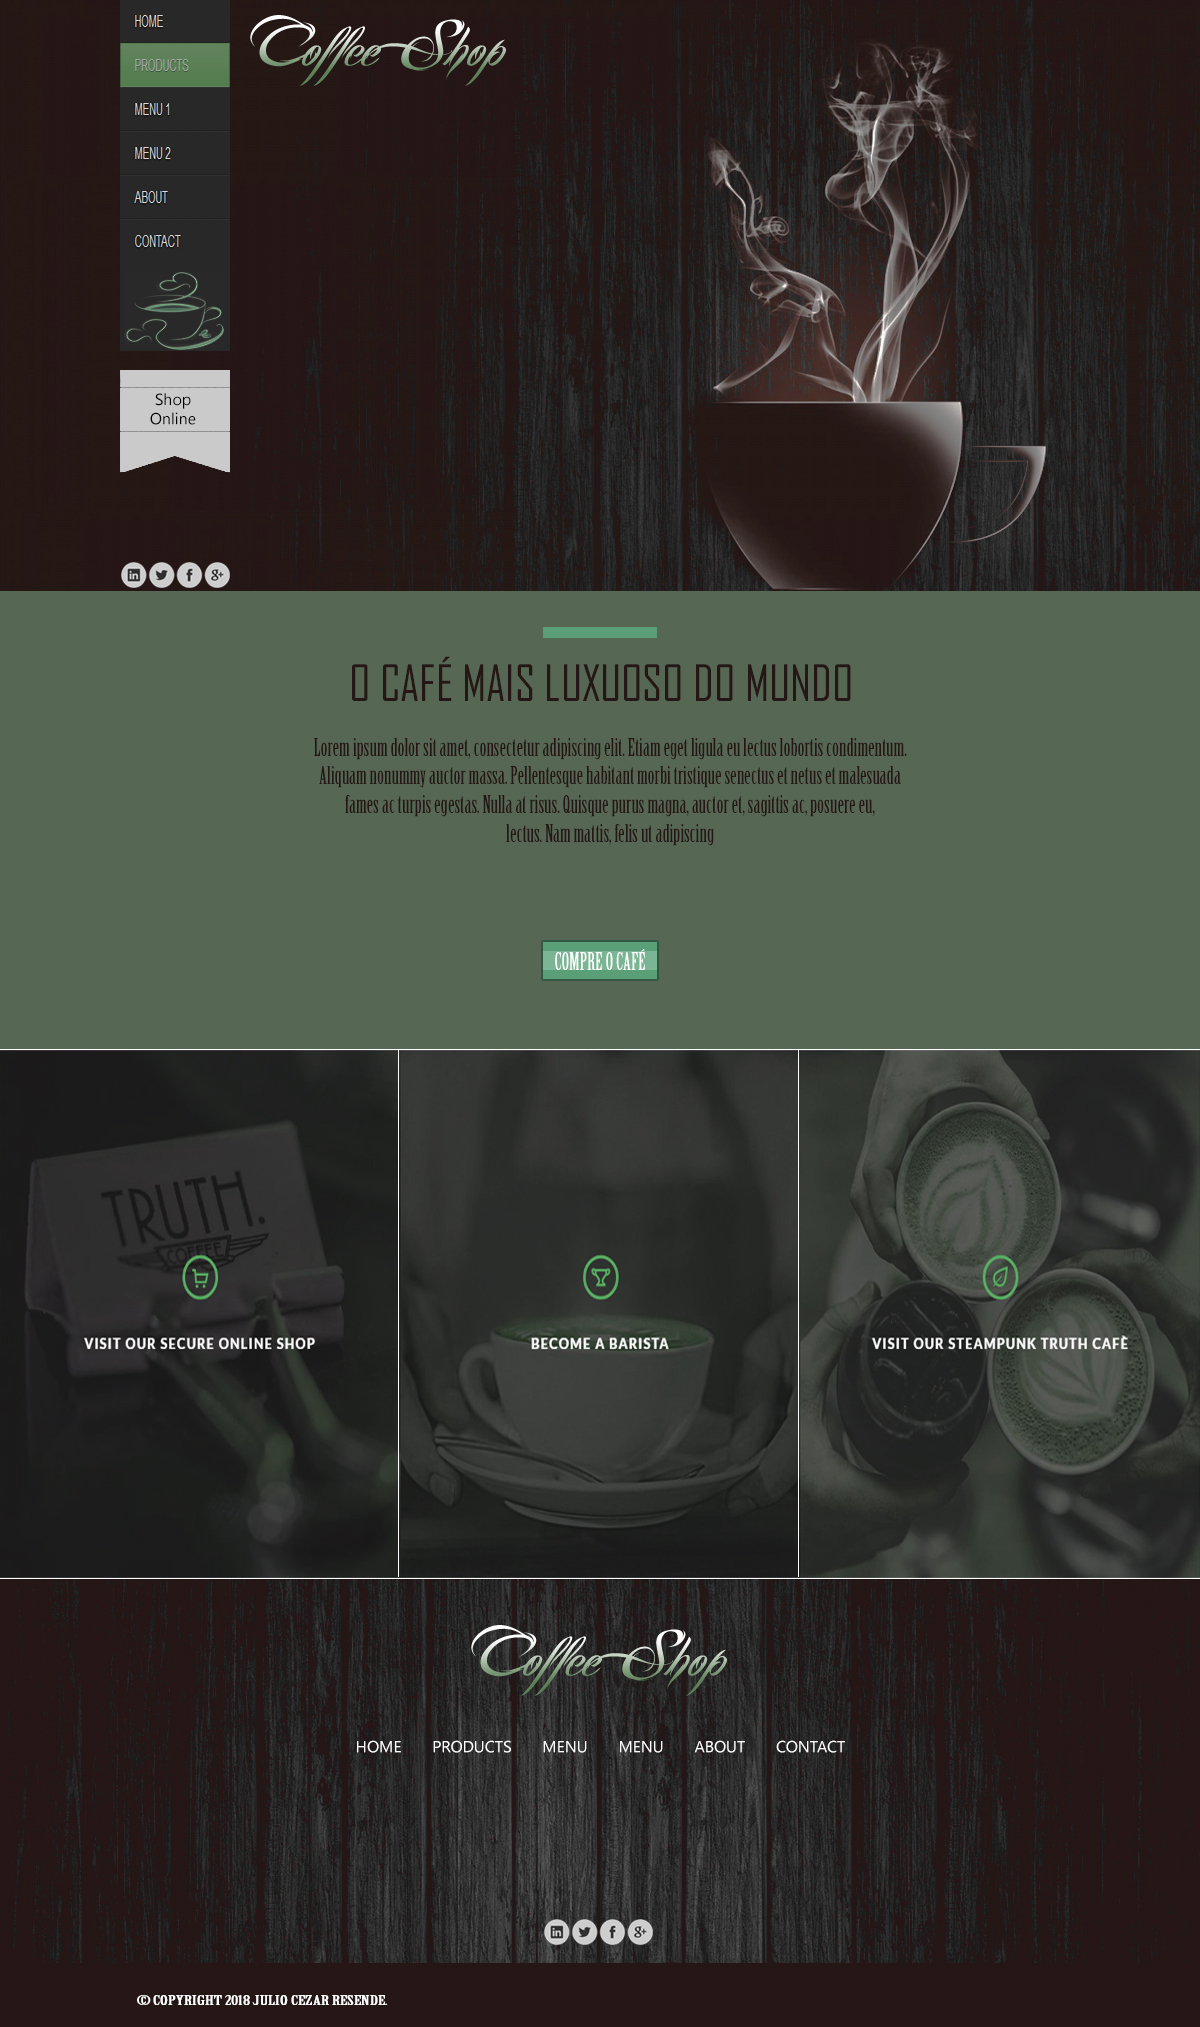 HOME
Coffee Shop
PRODUCTS
MENU 1
MENU 2
ABOUT
CONTACT
Shop
Online
O CAFÉ MAIS LUXUOSO DO MUNDO
Lorem ipsum dolor sit amet, consectetur adipiscing elit. Etiam eget ligula eu lectus lobortis condimentum.
Aliquam nonummy auctor massa. Pellentesque habitant morbi tristique senectus et netus et malesuada
fames ac turpis egestas. Nulla at risus. Quisque purus magna, auctor et, sagittis ac, posuere eu,
lectus. Nam mattis, felis ut adipiscing
COMPRE O CAFÉ
TRUTH.
COFFEE
VISIT OUR SECURE ONLINE SHOP
BECOME A BARISTA
VISIT OUR STEAMPUNK TRUTH CAFÈ
Coffee Shop
HOME PRODUCTS MENU MENU ABOUT CONTACT
© COPYRIGHT 2018 JULIO CEZAR RESENDE.